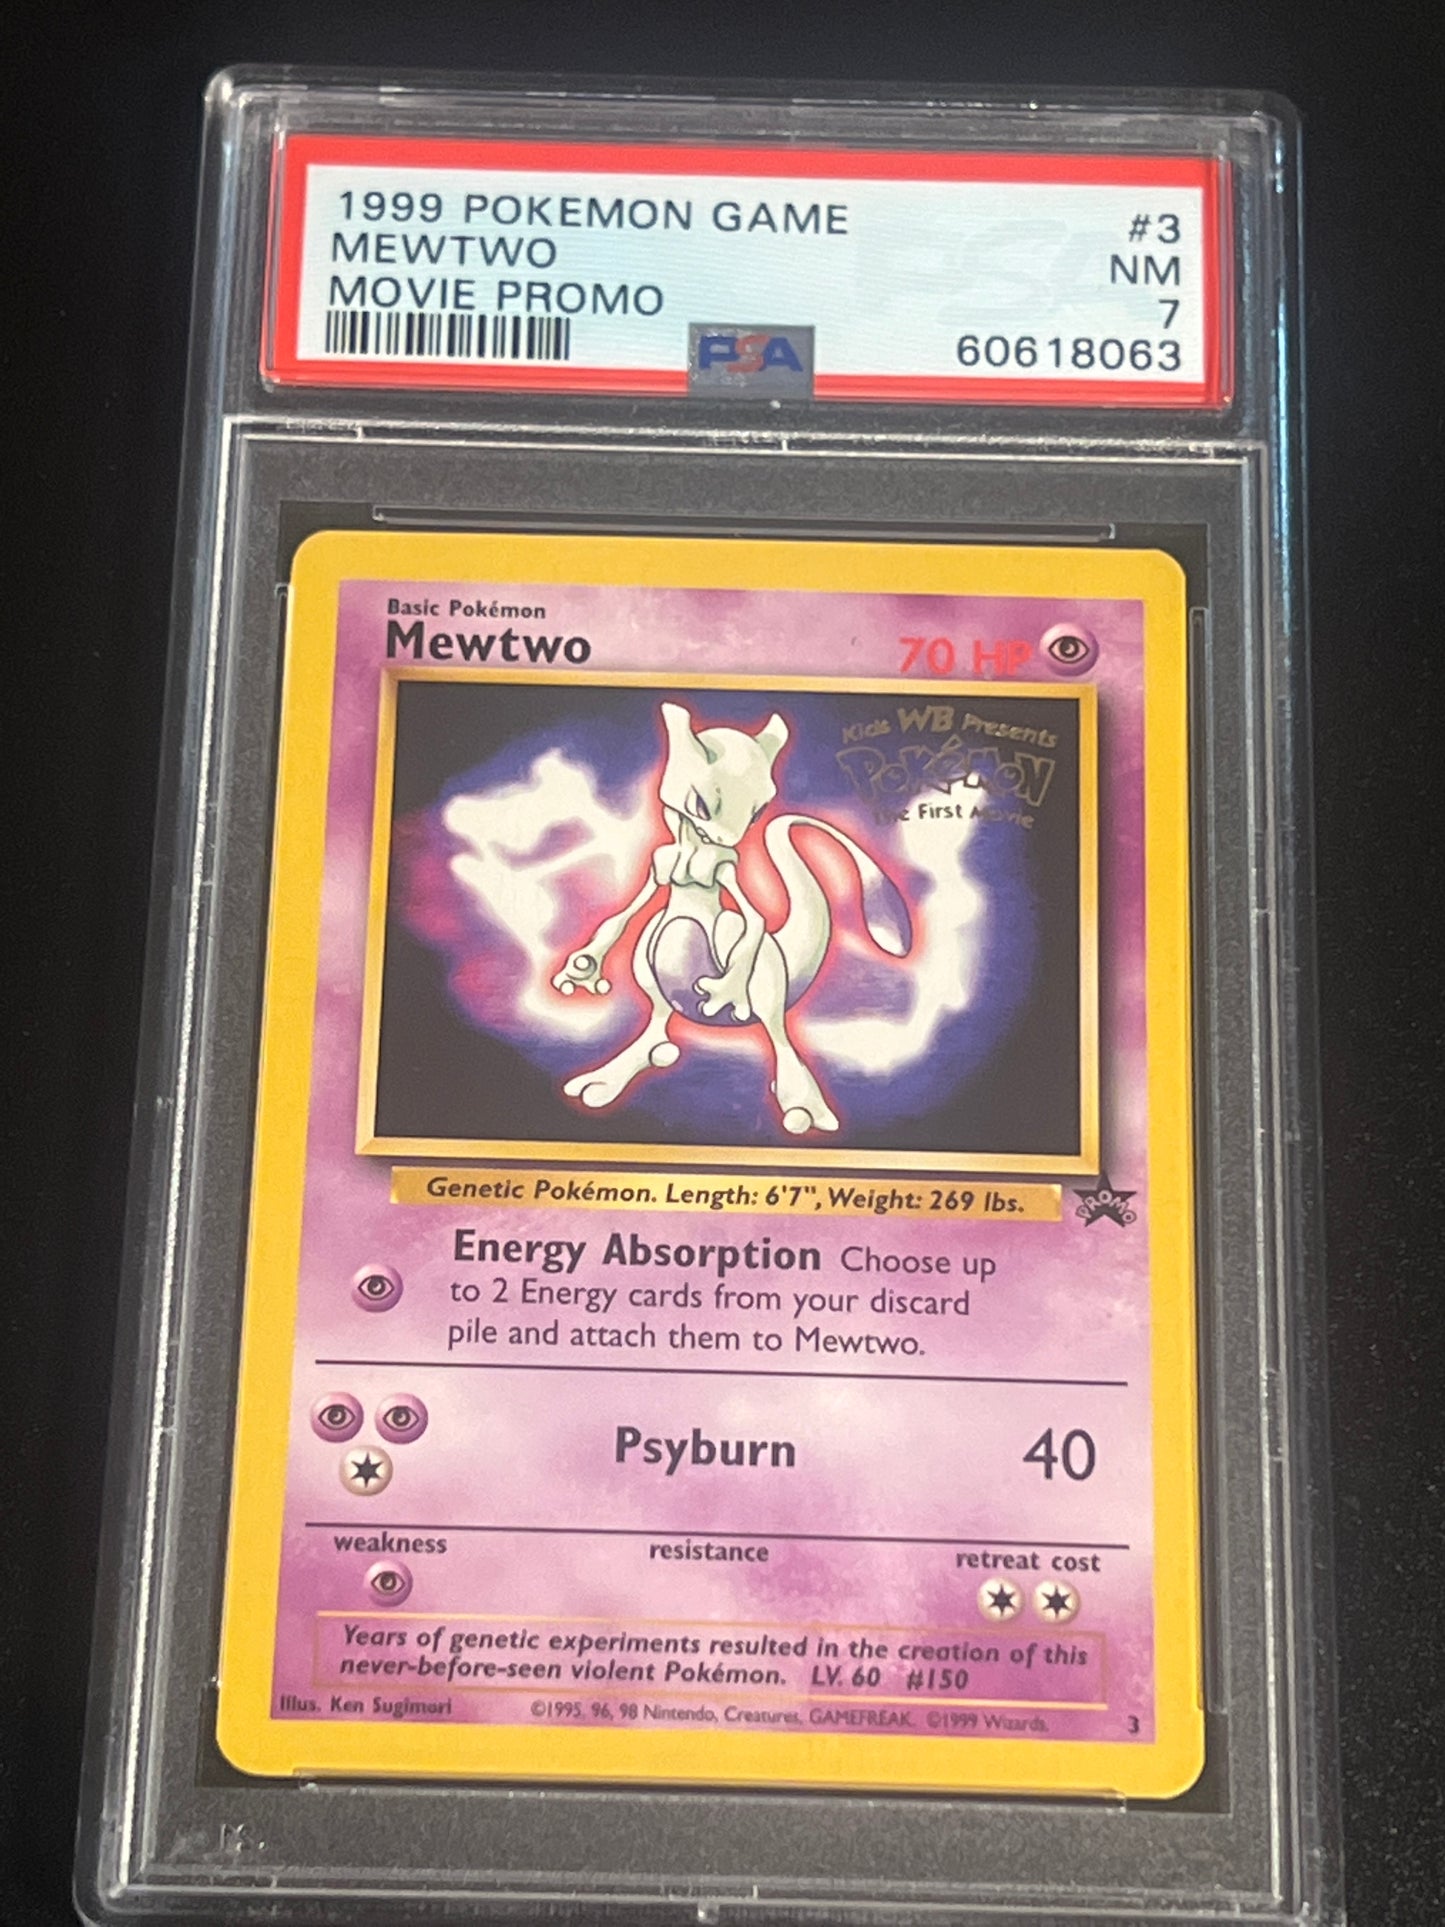 1999 POKEMON GAME #3
MEWTWO NM
MOVIE PROMO 7
PSA 60618063
Basic Pokémon
Mewtwo 70 HP
Kids WB Presents
POKéMON
The First Movie
Genetic Pokémon. Length: 6'7", Weight: 269 lbs.
PROMO
Energy Absorption Choose up
to 2 Energy cards from your discard
pile and attach them to Mewtwo.
Psyburn 40
weakness resistance retreat cost
Years of genetic experiments resulted in the creation of this
never-before-seen violent Pokémon. LV. 60 #150
Illus. Ken Sugimori ©1995, 96, 98 Nintendo, Creatures, GAMEFREAK. ©1999 Wizards. 3